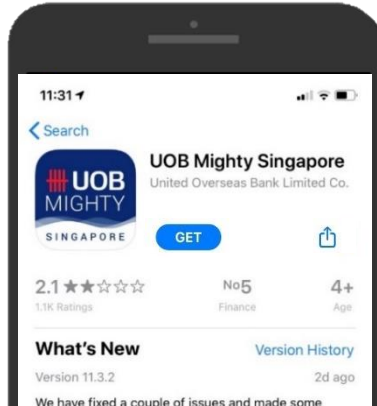 11:31
Search
UOB
MIGHTY
SINGAPORE
UOB Mighty Singapore
United Overseas Bank Limited Co.
GET
2.1 ★★☆☆☆
No5
4+
1.1K Ratings
Finance
Age
What's New
Version History
Version 11.3.2
2d ago
We have fixed a couple of issues and made some